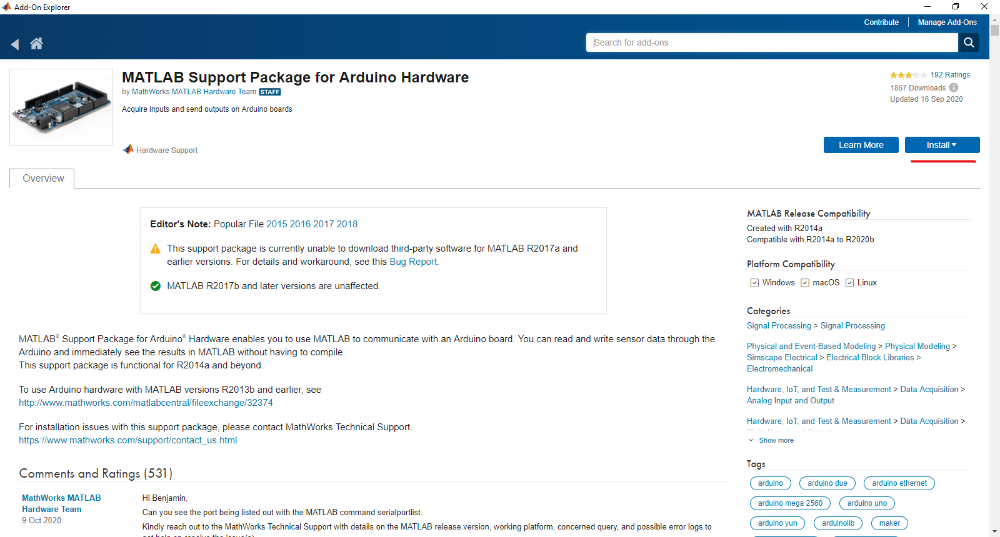 Add-On Explorer
Contribute
Manage Add-Ons
Search for add-ons
MATLAB Support Package for Arduino Hardware
by MathWorks MATLAB Hardware Team STAFF
Acquire inputs and send outputs on Arduino boards
Hardware Support
192 Ratings
1867 Downloads
Updated 16 Sep 2020
Learn More
Install
Overview
Editor's Note: Popular File 2015 2016 2017 2018
This support package is currently unable to download third-party software for MATLAB R2017a and
earlier versions. For details and workaround, see this Bug Report.
MATLAB R2017b and later versions are unaffected.
MATLAB® Support Package for Arduino® Hardware enables you to use MATLAB to communicate with an Arduino board. You can read and write sensor data through the
Arduino and immediately see the results in MATLAB without having to compile.
This support package is functional for R2014a and beyond.
To use Arduino hardware with MATLAB versions R2013b and earlier, see
http://www.mathworks.com/matlabcentral/fileexchange/32374
For installation issues with this support package, please contact MathWorks Technical Support.
https://www.mathworks.com/support/contact_us.html
Comments and Ratings (531)
MathWorks MATLAB
Hardware Team
9 Oct 2020
Hi Benjamin,
Can you see the port being listed out with the MATLAB command serialportlist.
Kindly reach out to the MathWorks Technical Support with details on the MATLAB release version, working platform, concerned query, and possible error logs to
MATLAB Release Compatibility
Created with R2014a
Compatible with R2014a to R2020b
Platform Compatibility
Windows macOS Linux
Categories
Signal Processing > Signal Processing
Physical and Event-Based Modeling > Physical Modeling >
Simscape Electrical > Electrical Block Libraries >
Electromechanical
Hardware, IoT, and Test & Measurement > Data Acquisition >
Analog Input and Output
Hardware, IoT, and Test & Measurement > Data Acquisition >
Show more
Tags
arduino
arduino due
arduino ethernet
arduino mega 2560
arduino uno
arduino yun
arduinolib
maker